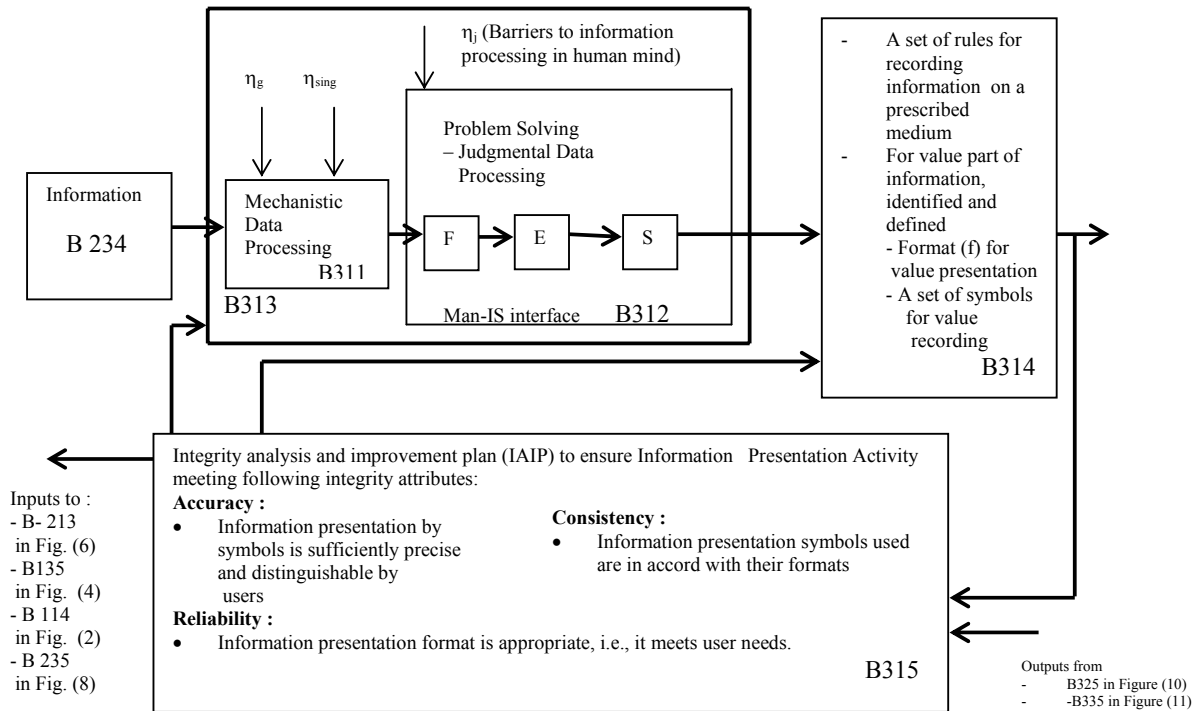 ηj (Barriers to information
processing in human mind)
ηg
ηsing
Information
B 234
Mechanistic
Data
Processing
B311
B313
Problem Solving
– Judgmental Data
Processing
F
E
S
Man-IS interface
B312
- A set of rules for
recording
information on a
prescribed
medium
- For value part of
information,
identified and
defined
- Format (f) for
value presentation
- A set of symbols
for value
recording
B314
Integrity analysis and improvement plan (IAIP) to ensure Information Presentation Activity
meeting following integrity attributes:
Accuracy :
• Information presentation by
symbols is sufficiently precise
and distinguishable by
users
Consistency :
• Information presentation symbols used
are in accord with their formats
Reliability :
• Information presentation format is appropriate, i.e., it meets user needs.
B315
Inputs to :
- B- 213
in Fig. (6)
- B135
in Fig. (4)
- B 114
in Fig. (2)
- B 235
in Fig. (8)
Outputs from
- B325 in Figure (10)
- -B335 in Figure (11)